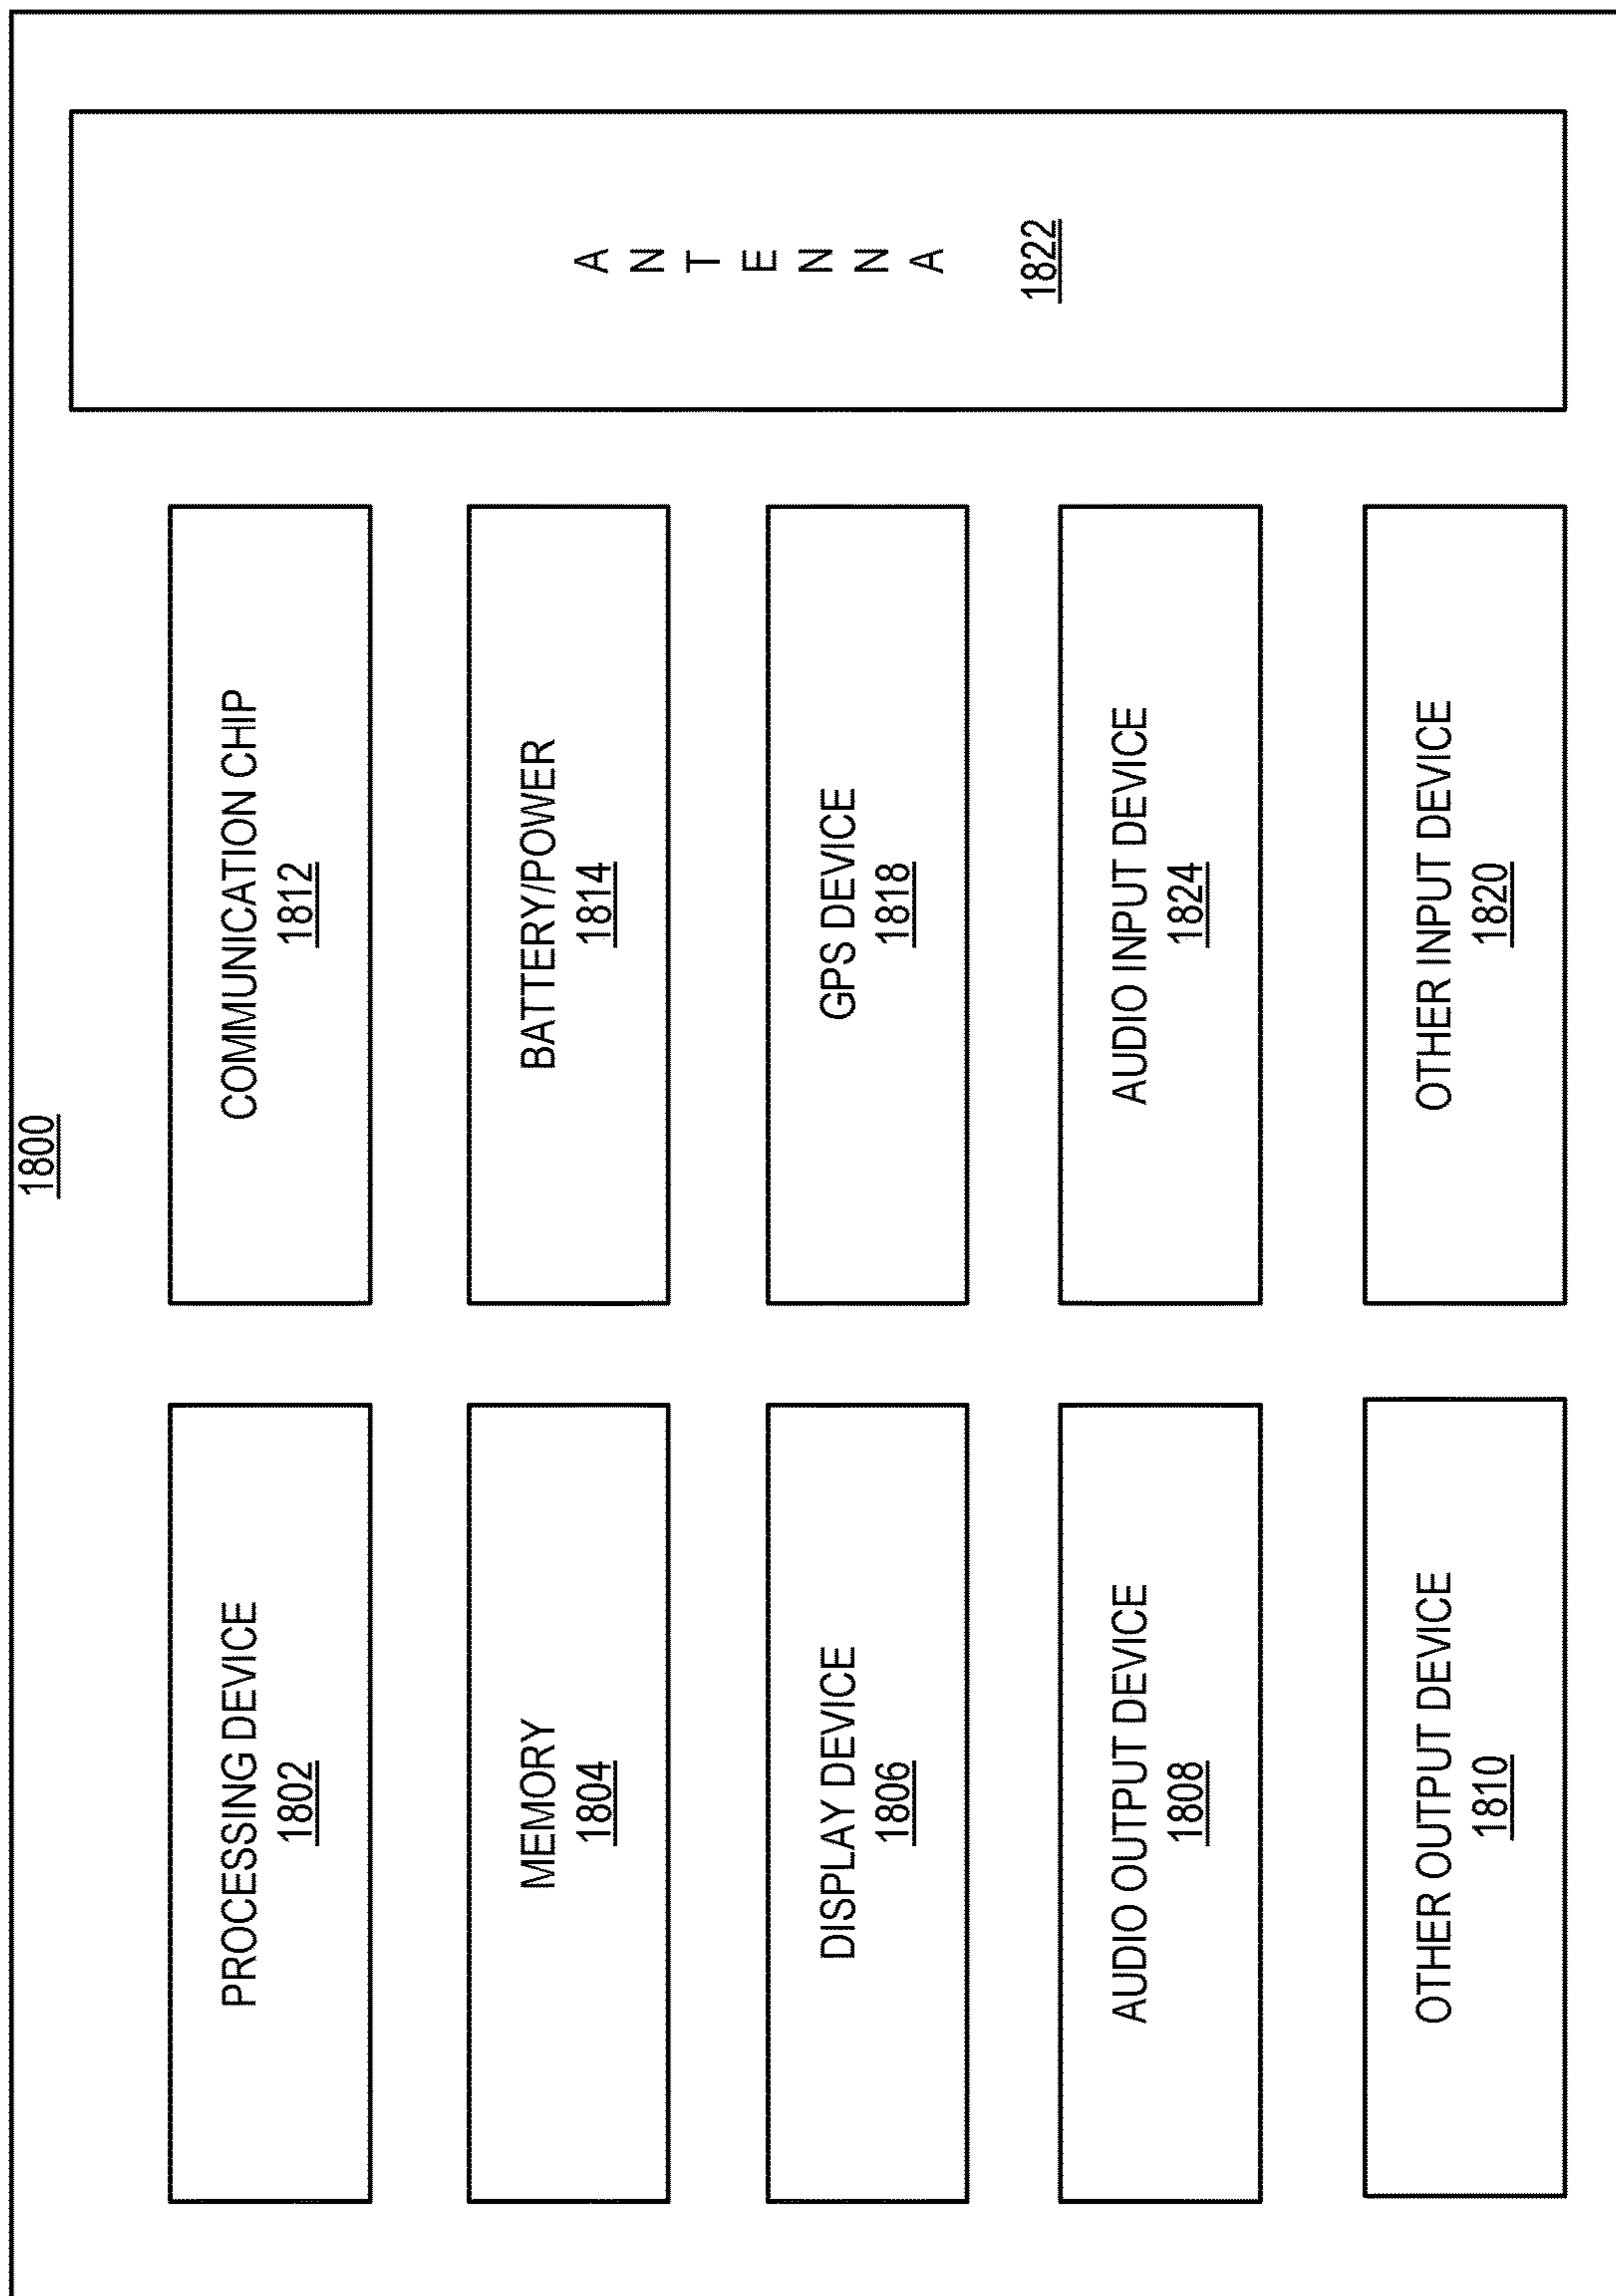 1800
PROCESSING DEVICE
1802
MEMORY
1804
DISPLAY DEVICE
1806
AUDIO OUTPUT DEVICE
1808
OTHER OUTPUT DEVICE
1810
COMMUNICATION CHIP
1812
BATTERY/POWER
1814
GPS DEVICE
1818
AUDIO INPUT DEVICE
1824
OTHER INPUT DEVICE
1820
A
N
T
E
N
N
A
1822